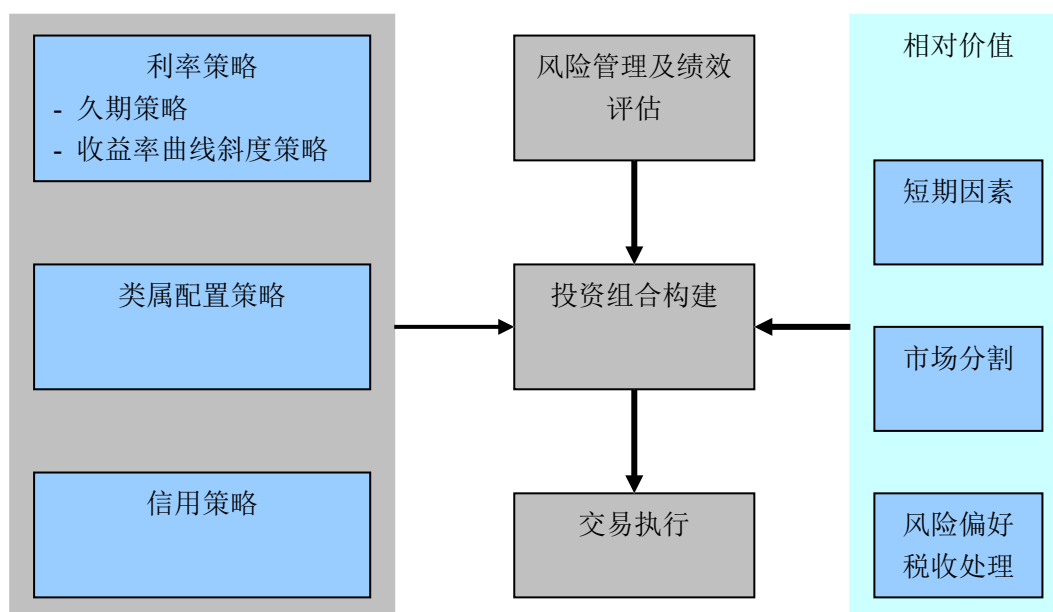 利率策略
- 久期策略
- 收益率曲线斜度策略
类属配置策略
信用策略
风险管理及绩效
评估
投资组合构建
交易执行
相对价值
短期因素
市场分割
风险偏好
税收处理